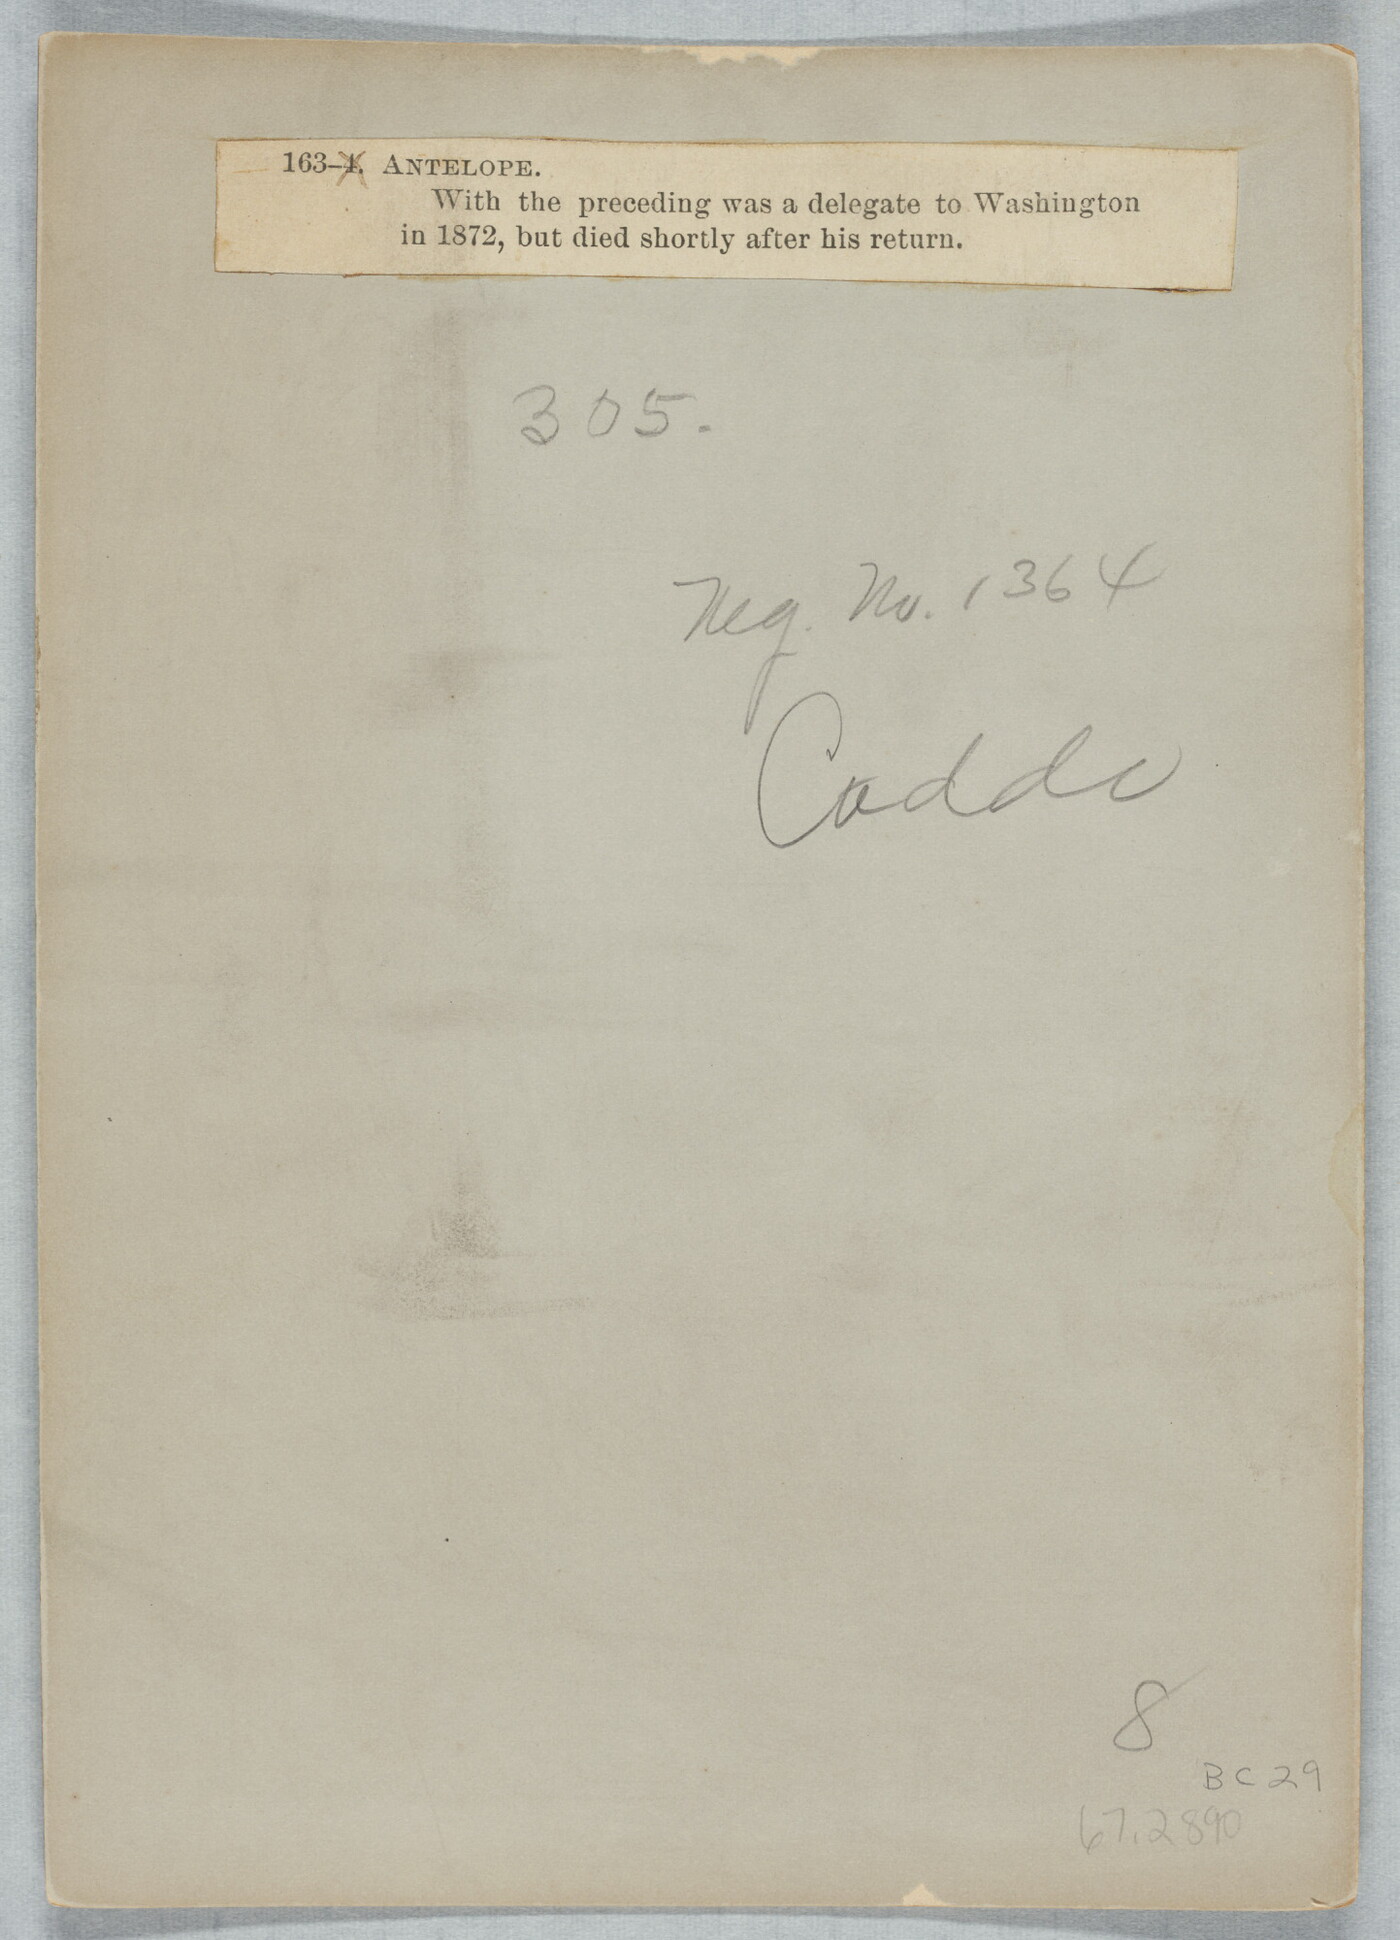 163-4. ANTELOPE.
With the preceding was a delegate to Washington
in 1872, but died shortly after his return.
305.
Neg. No. 1364
Caddo
8
BC29
67.2890